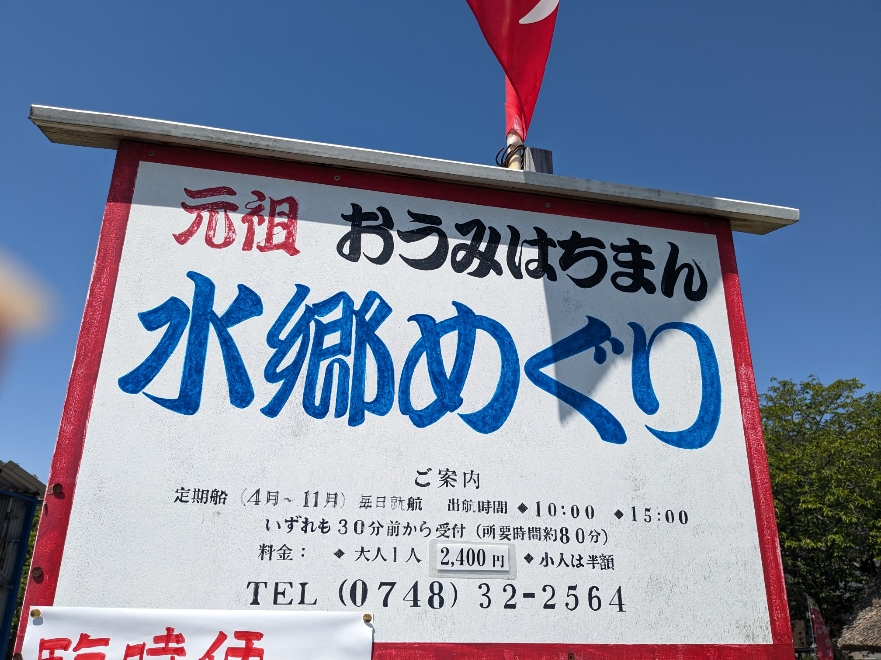 元祖 おうみはちまん
水郷めぐり
ご案内
定期船 (4月~11月) 毎日就航 出航時間 ◆10:00 ◆15:00
いずれも30分前から受付 (所要時間約80分)
料金: ◆ 大人1人 2,400円 ◆小人は半額
TEL (0748) 32-2564
臨時便